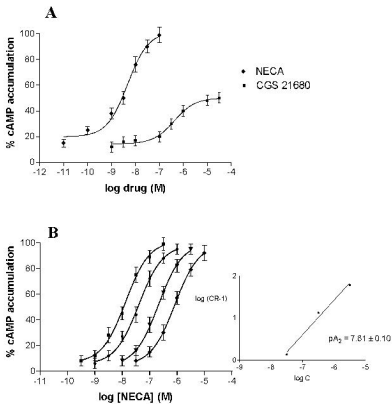 A
% cAMP accumulation
100
80
60
40
20
0
-12 -11 -10 -9 -8 -7 -6 -5 -4
log drug (M)
NECA
CGS 21680
B
% cAMP accumulation
100
80
60
40
20
0
-10 -9 -8 -7 -6 -5 -4
log [NECA] (M)
log (CR-1)
2
1
0
-9 -8 -7 -6 -5
log C
pA2 = 7.61 ± 0.10